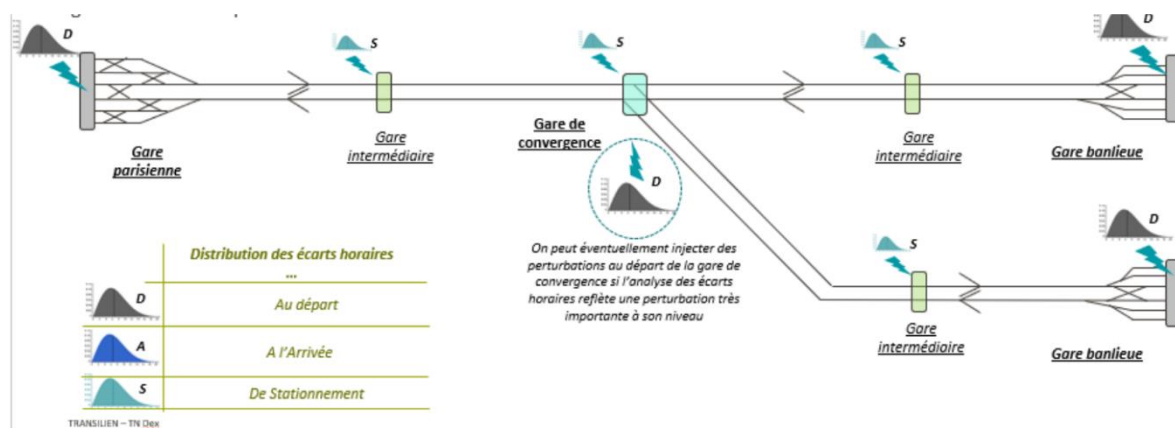 D
S
S
S
D
Gare
parisienne
Gare
intermédiaire
Gare de
convergence
Gare
intermédiaire
Gare banlieue
D
On peut éventuellement injecter des
perturbations au départ de la gare de
convergence si l'analyse des écarts
horaires reflète une perturbation très
importante à son niveau
S
D
Gare
intermédiaire
Gare banlieue
Distribution des écarts horaires
...
D
Au départ
A
A l'Arrivée
S
De Stationnement
TRANSILIEN – TN Dex